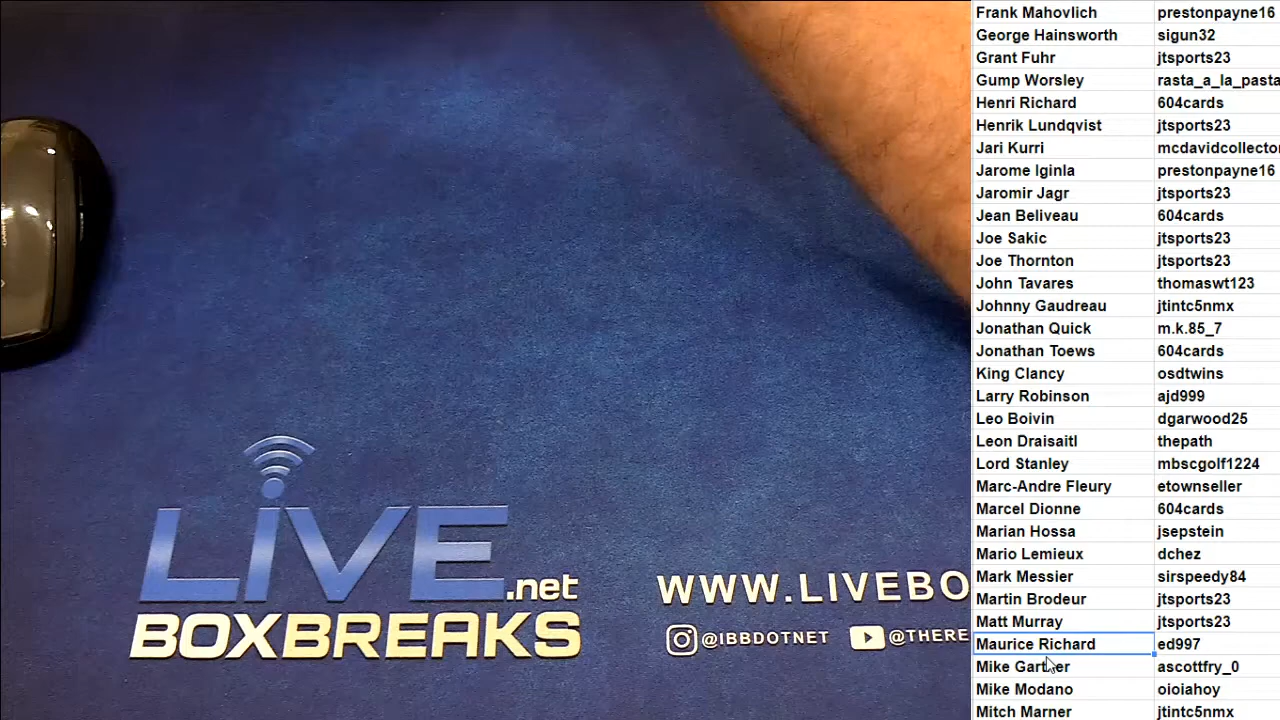 Frank Mahovlich prestonpayne16
George Hainsworth sigun32
Grant Fuhr jtsports23
Gump Worsley rasta_a_la_pasta
Henri Richard 604cards
Henrik Lundqvist jtsports23
Jari Kurri mcdavidcollector
Jarome Iginla prestonpayne16
Jaromir Jagr jtsports23
Jean Beliveau 604cards
Joe Sakic jtsports23
Joe Thornton jtsports23
John Tavares thomaswt123
Johnny Gaudreau jtintc5nmx
Jonathan Quick m.k.85_7
Jonathan Toews 604cards
King Clancy osdtwins
Larry Robinson ajd999
Leo Boivin dgarwood25
Leon Draisaitl thepath
Lord Stanley mbscgolf1224
Marc-Andre Fleury etownseller
Marcel Dionne 604cards
Marian Hossa jsepstein
Mario Lemieux dchez
Mark Messier sirspeedy84
Martin Brodeur jtsports23
Matt Murray jtsports23
Maurice Richard ed997
Mike Gartner ascottfry_0
Mike Modano oioiahoy
Mitch Marner jtintc5nmx
LIVE.net
BOXBREAKS
WWW.LIVEBO
@IBBDOTNET @THERE